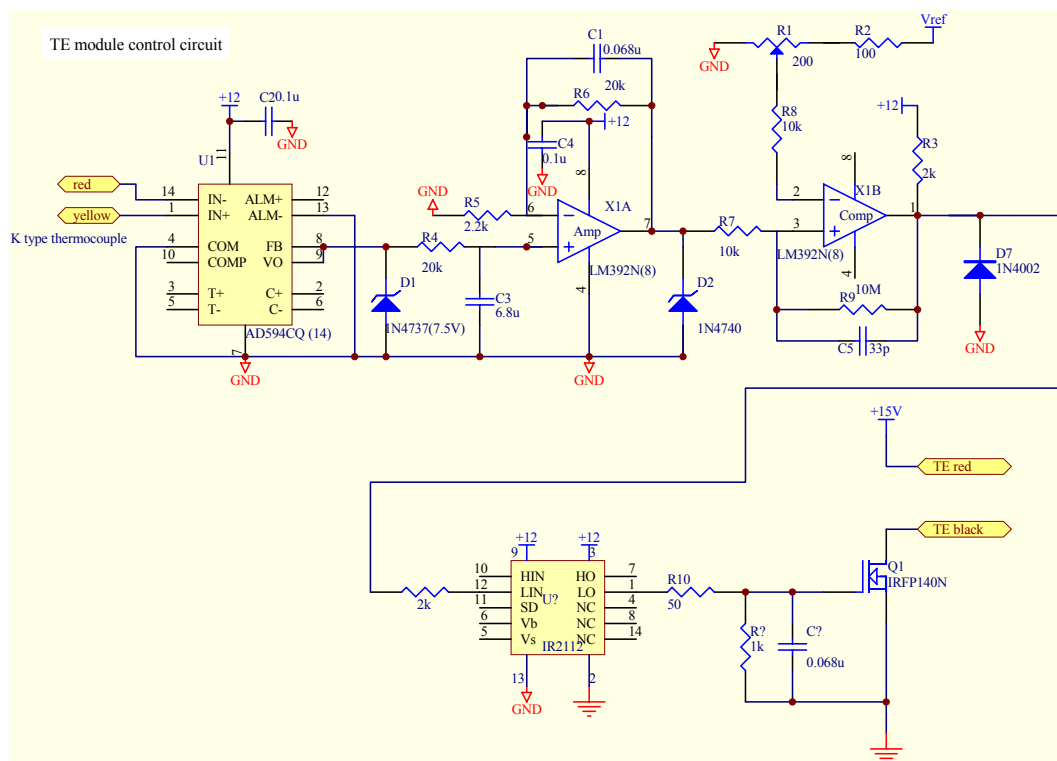 TE module control circuit
C1
0.068u
20k
R6
+12
C4
0.1u
GND
8
R1
200
R2
100
Vref
GND
R8
10k
+12
R3
2k
+12
C2
0.1u
GND
U1
11
red
yellow
K type thermocouple
14
1
4
10
3
5
IN-
IN+
COM
COMP
T+
T-
ALM+
ALM-
FB
VO
C+
C-
12
13
8
9
2
6
AD594CQ (14)
7
GND
GND
R5
2.2k
R4
20k
D1
1N4737(7.5V)
C3
6.8u
6
5
X1A
Amp
7
LM392N(8)
4
GND
D2
1N4740
R7
10k
8
2
3
X1B
Comp
1
LM392N(8)
4
10M
R9
C5
33p
D7
1N4002
GND
+15V
TE red
TE black
+12
9
+12
3
10
12
11
6
5
HIN
LIN
SD
Vb
Vs
U?
HO
LO
NC
NC
NC
7
1
4
8
14
IR2112
2k
13
GND
2
R10
50
R?
1k
C?
0.068u
Q1
IRFP140N